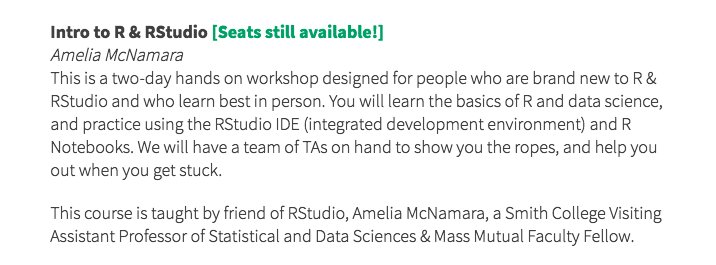 Intro to R & RStudio [Seats still available!]
Amelia McNamara
This is a two-day hands on workshop designed for people who are brand new to R &
RStudio and who learn best in person. You will learn the basics of R and data science,
and practice using the RStudio IDE (integrated development environment) and R
Notebooks. We will have a team of TAs on hand to show you the ropes, and help you
out when you get stuck.
This course is taught by friend of RStudio, Amelia McNamara, a Smith College Visiting
Assistant Professor of Statistical and Data Sciences & Mass Mutual Faculty Fellow.